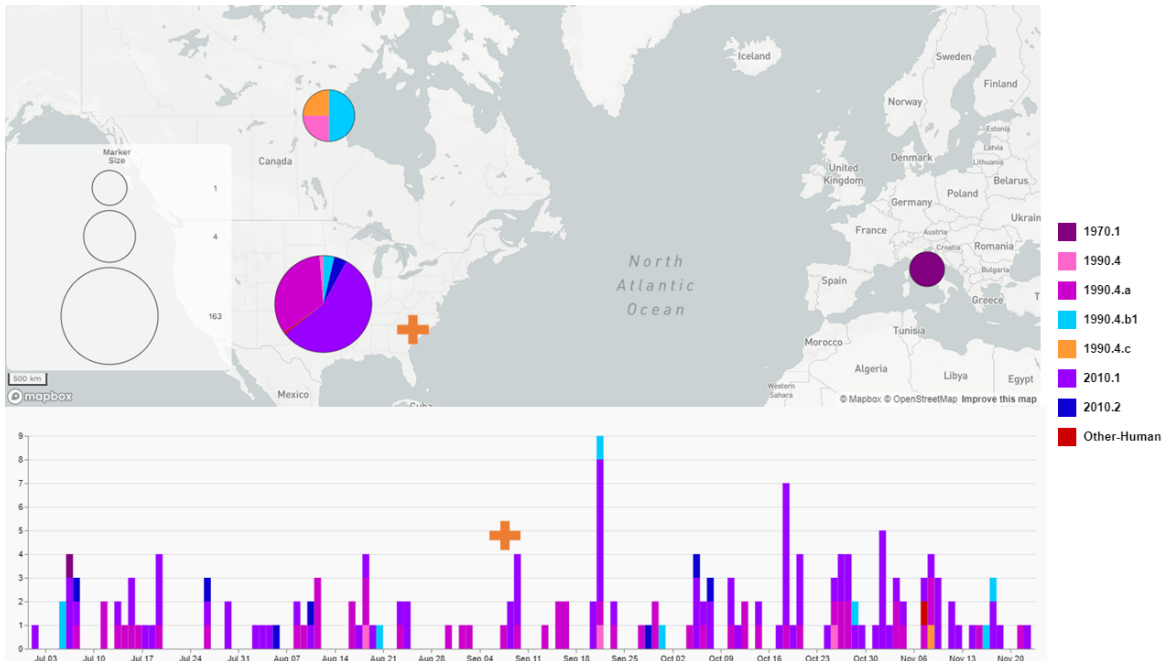 Iceland
Sweden
Finland
Norway
Estonia
Latvia
Lithuania
Denmark
United
Kingdom
Belarus
Poland
Germany
Ukrain
France
Austria
Croatia
Romania
Bulgaria
Spain
Greece
T
Tunisia
Morocco
Algeria
Libya
Egypt
Western
Sahara
Canada
Marker
Size
1
4
163
North
Atlantic
Ocean
Mexico
Cuba
500 km
mapbox
© Mapbox © OpenStreetMap Improve this map
1970.1
1990.4
1990.4.a
1990.4.b1
1990.4.c
2010.1
2010.2
Other-Human
9
8
7
6
5
4
3
2
1
0
Jul 03 Jul 10 Jul 17 Jul 24 Jul 31 Aug 07 Aug 14 Aug 21 Aug 28 Sep 04 Sep 11 Sep 18 Sep 25 Oct 02 Oct 09 Oct 16 Oct 23 Oct 30 Nov 06 Nov 13 Nov 20